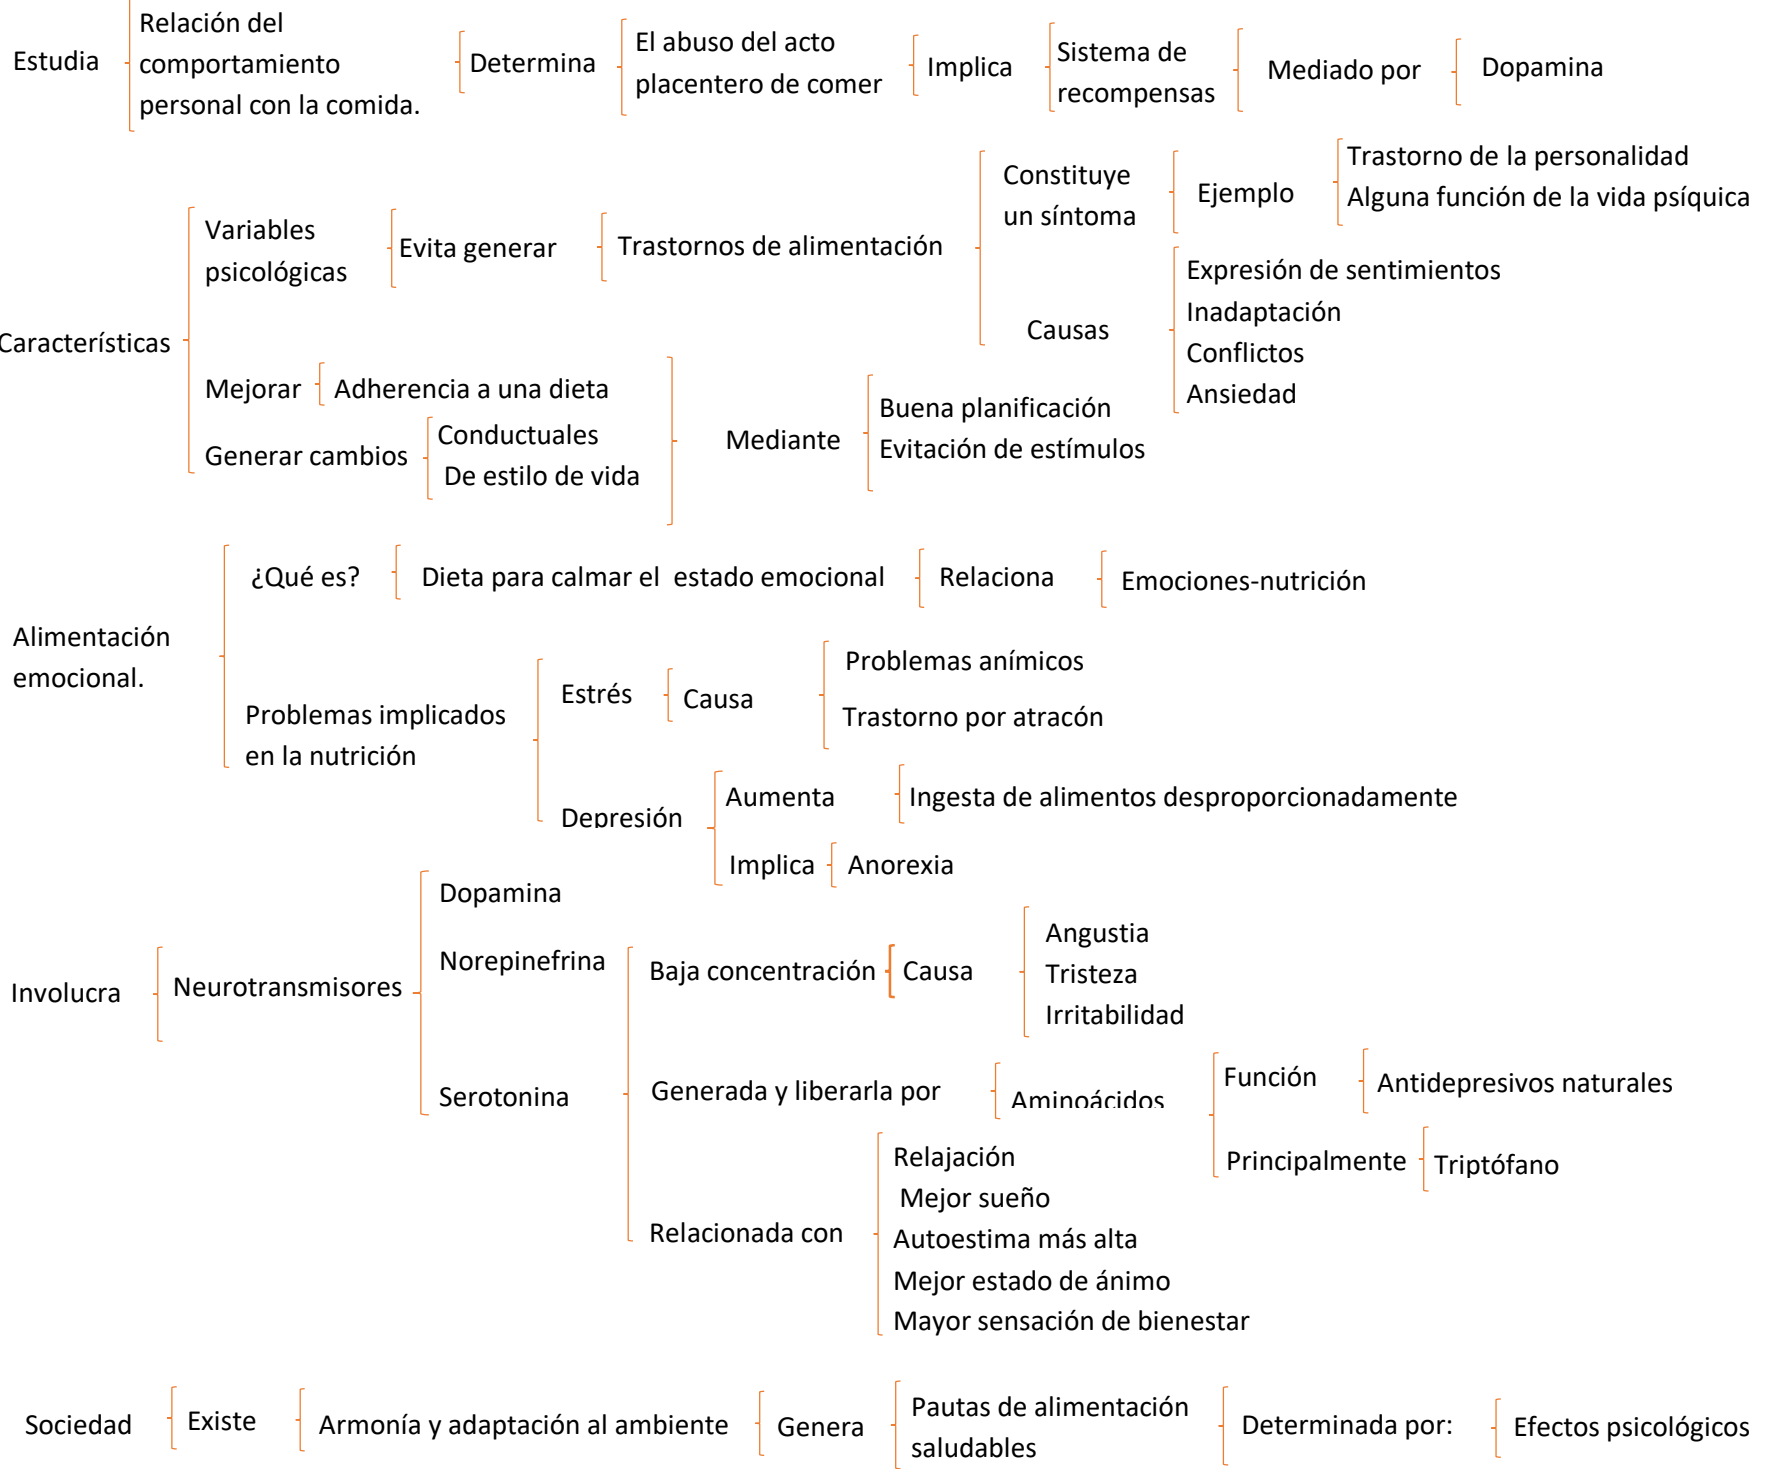 Estudia
Relación del
comportamiento
personal con la comida.
Determina
El abuso del acto
placentero de comer
Implica
Sistema de
recompensas
Mediado por
Dopamina
Características
Variables
psicológicas
Evita generar
Trastornos de alimentación
Constituye
un síntoma
Ejemplo
Trastorno de la personalidad
Alguna función de la vida psíquica
Causas
Expresión de sentimientos
Inadaptación
Conflictos
Ansiedad
Mejorar
Adherencia a una dieta
Generar cambios
Conductuales
De estilo de vida
Mediante
Buena planificación
Evitación de estímulos
Alimentación
emocional.
¿Qué es?
Dieta para calmar el estado emocional
Relaciona
Emociones-nutrición
Problemas implicados
en la nutrición
Estrés
Causa
Problemas anímicos
Trastorno por atracón
Depresión
Aumenta
Ingesta de alimentos desproporcionadamente
Implica
Anorexia
Involucra
Neurotransmisores
Dopamina
Norepinefrina
Serotonina
Baja concentración
Causa
Angustia
Tristeza
Irritabilidad
Generada y liberarla por
Aminoácidos
Función
Antidepresivos naturales
Principalmente
Triptófano
Relacionada con
Relajación
Mejor sueño
Autoestima más alta
Mejor estado de ánimo
Mayor sensación de bienestar
Sociedad
Existe
Armonía y adaptación al ambiente
Genera
Pautas de alimentación
saludables
Determinada por:
Efectos psicológicos